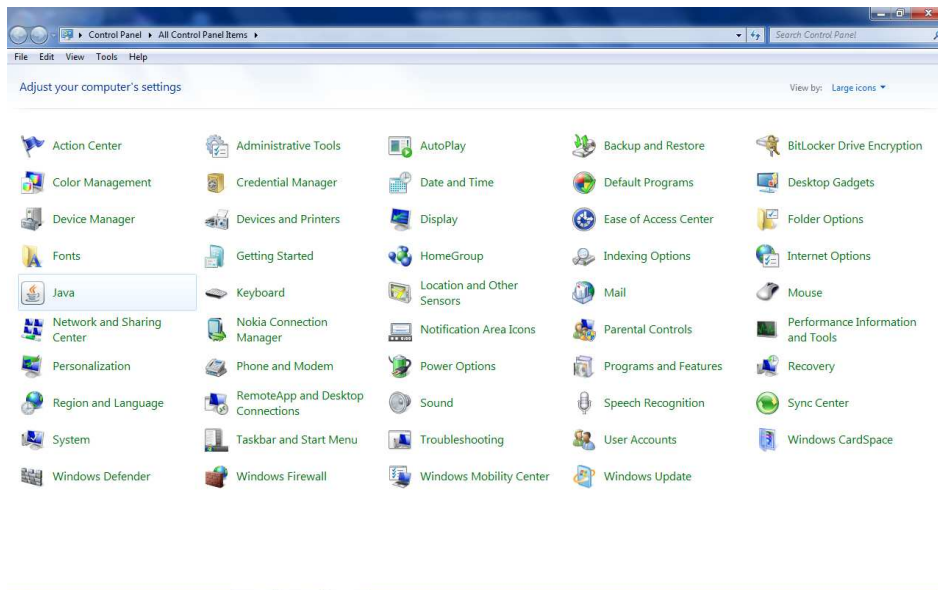 Control Panel All Control Panel Items Search Control Panel
File Edit View Tools Help
Adjust your computer's settings View by: Large icons
Action Center Administrative Tools AutoPlay Backup and Restore BitLocker Drive Encryption
Color Management Credential Manager Date and Time Default Programs Desktop Gadgets
Device Manager Devices and Printers Display Ease of Access Center Folder Options
Fonts Getting Started HomeGroup Indexing Options Internet Options
Java Keyboard Location and Other Sensors Mail Mouse
Network and Sharing Center Nokia Connection Manager Notification Area Icons Parental Controls Performance Information and Tools
Personalization Phone and Modem Power Options Programs and Features Recovery
Region and Language RemoteApp and Desktop Connections Sound Speech Recognition Sync Center
System Taskbar and Start Menu Troubleshooting User Accounts Windows CardSpace
Windows Defender Windows Firewall Windows Mobility Center Windows Update